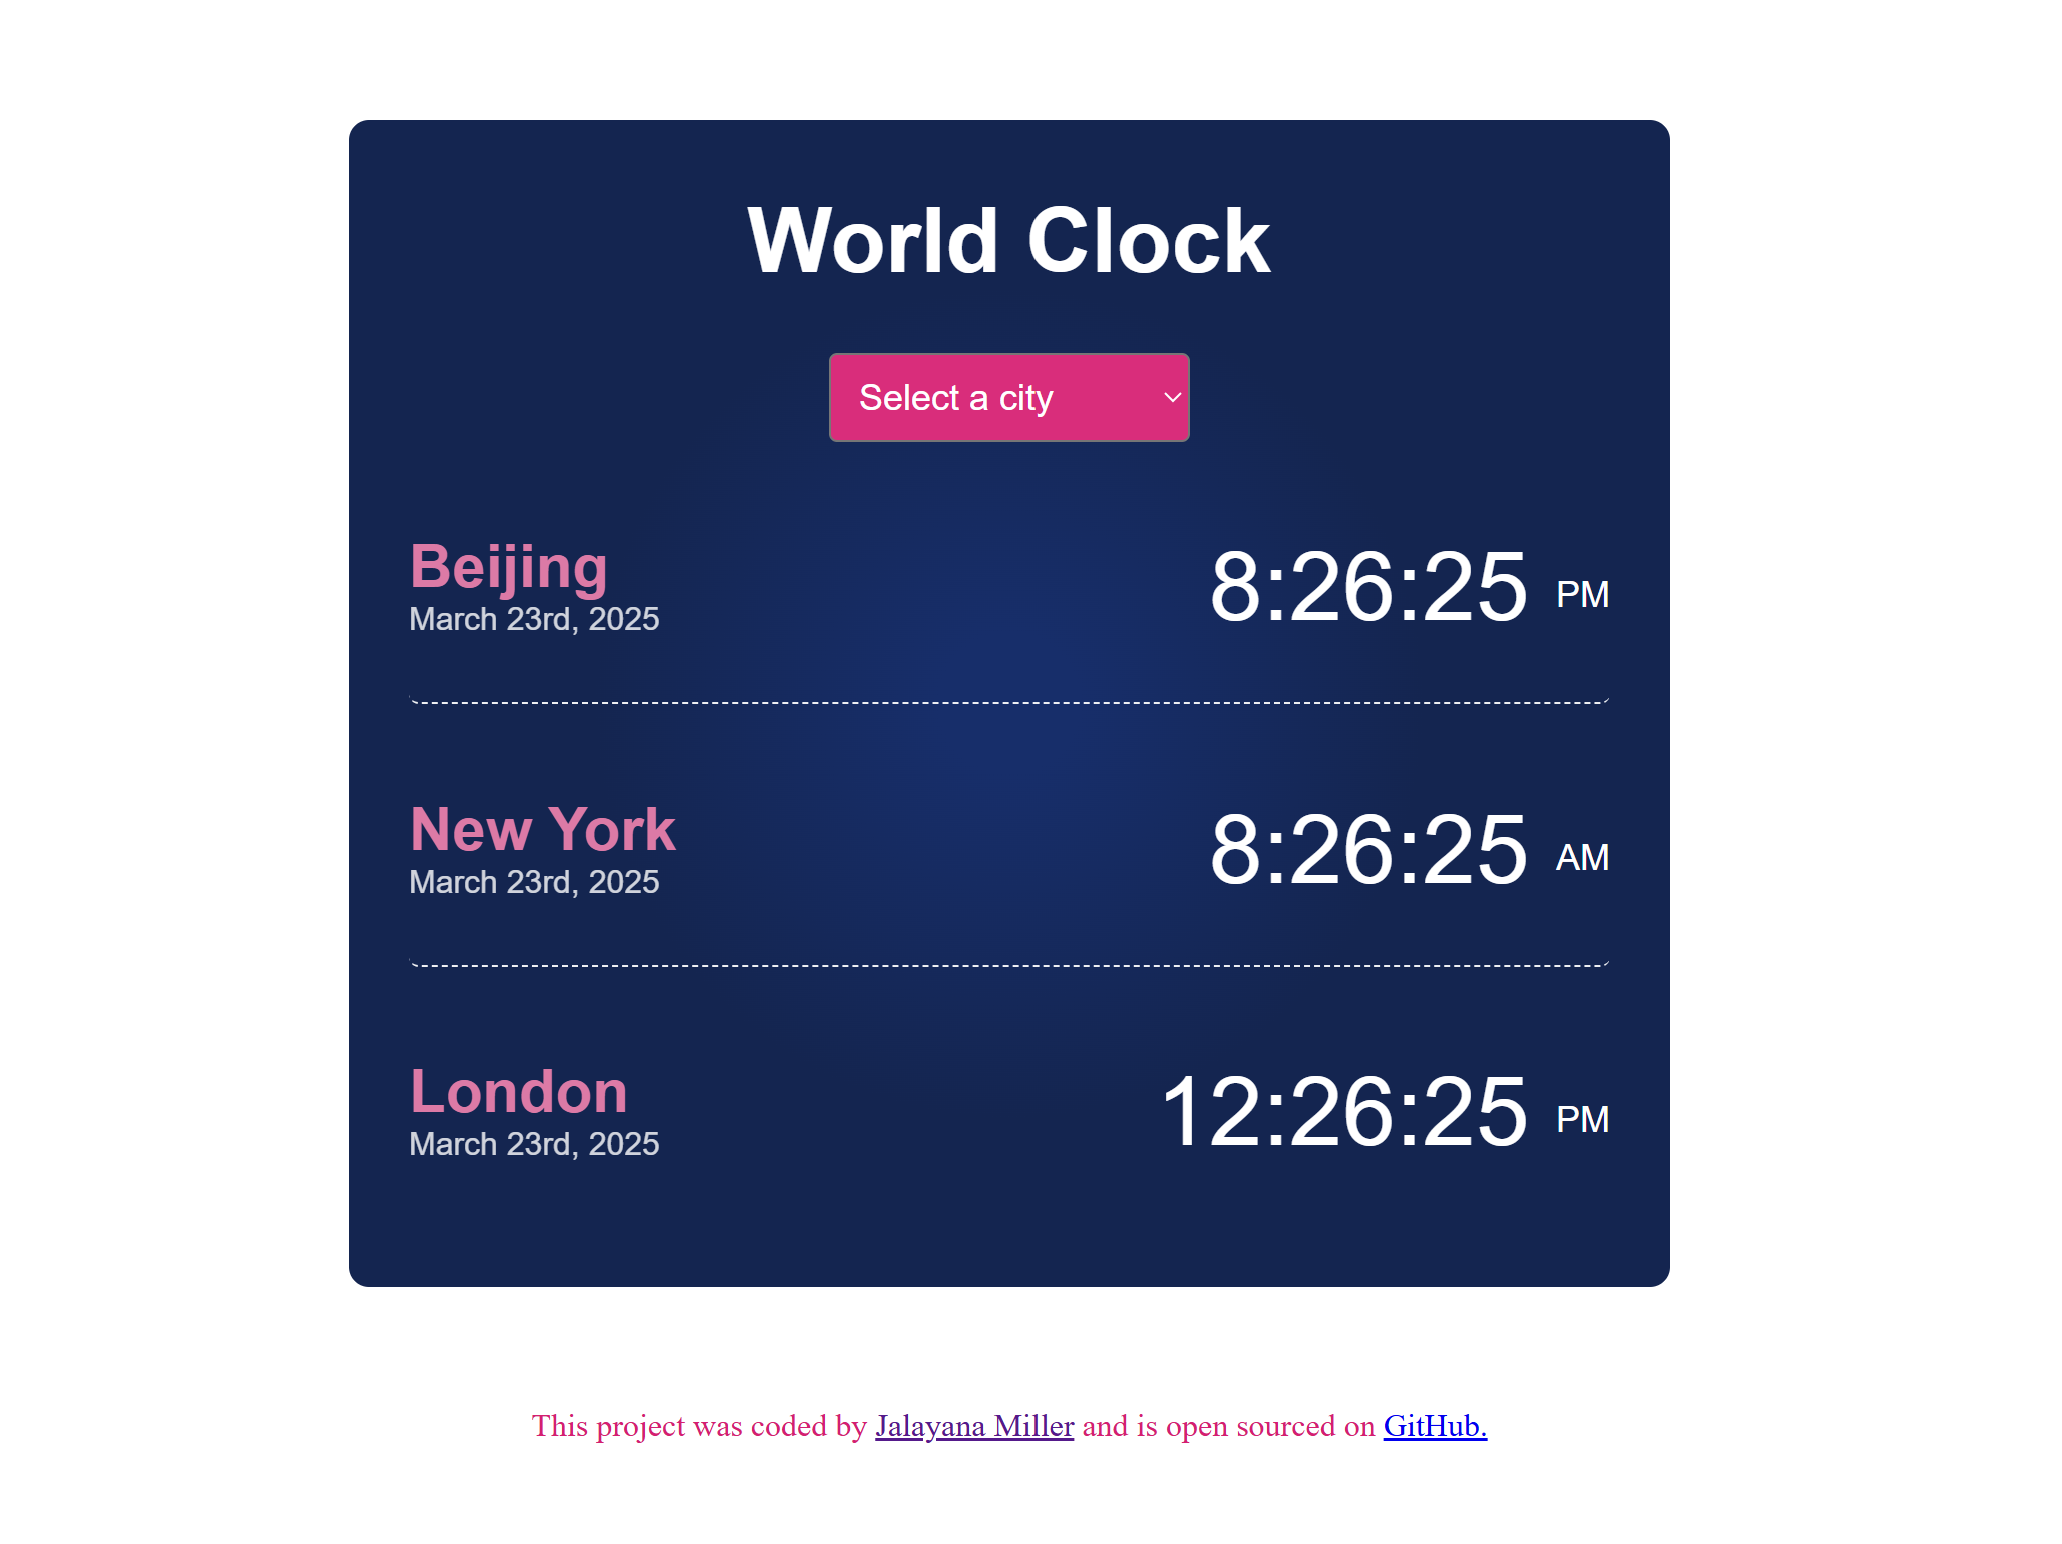 World Clock
Select a city
Beijing
March 23rd, 2025
8:26:25 PM
New York
March 23rd, 2025
8:26:25 AM
London
March 23rd, 2025
12:26:25 PM
This project was coded by Jalayana Miller and is open sourced on GitHub.